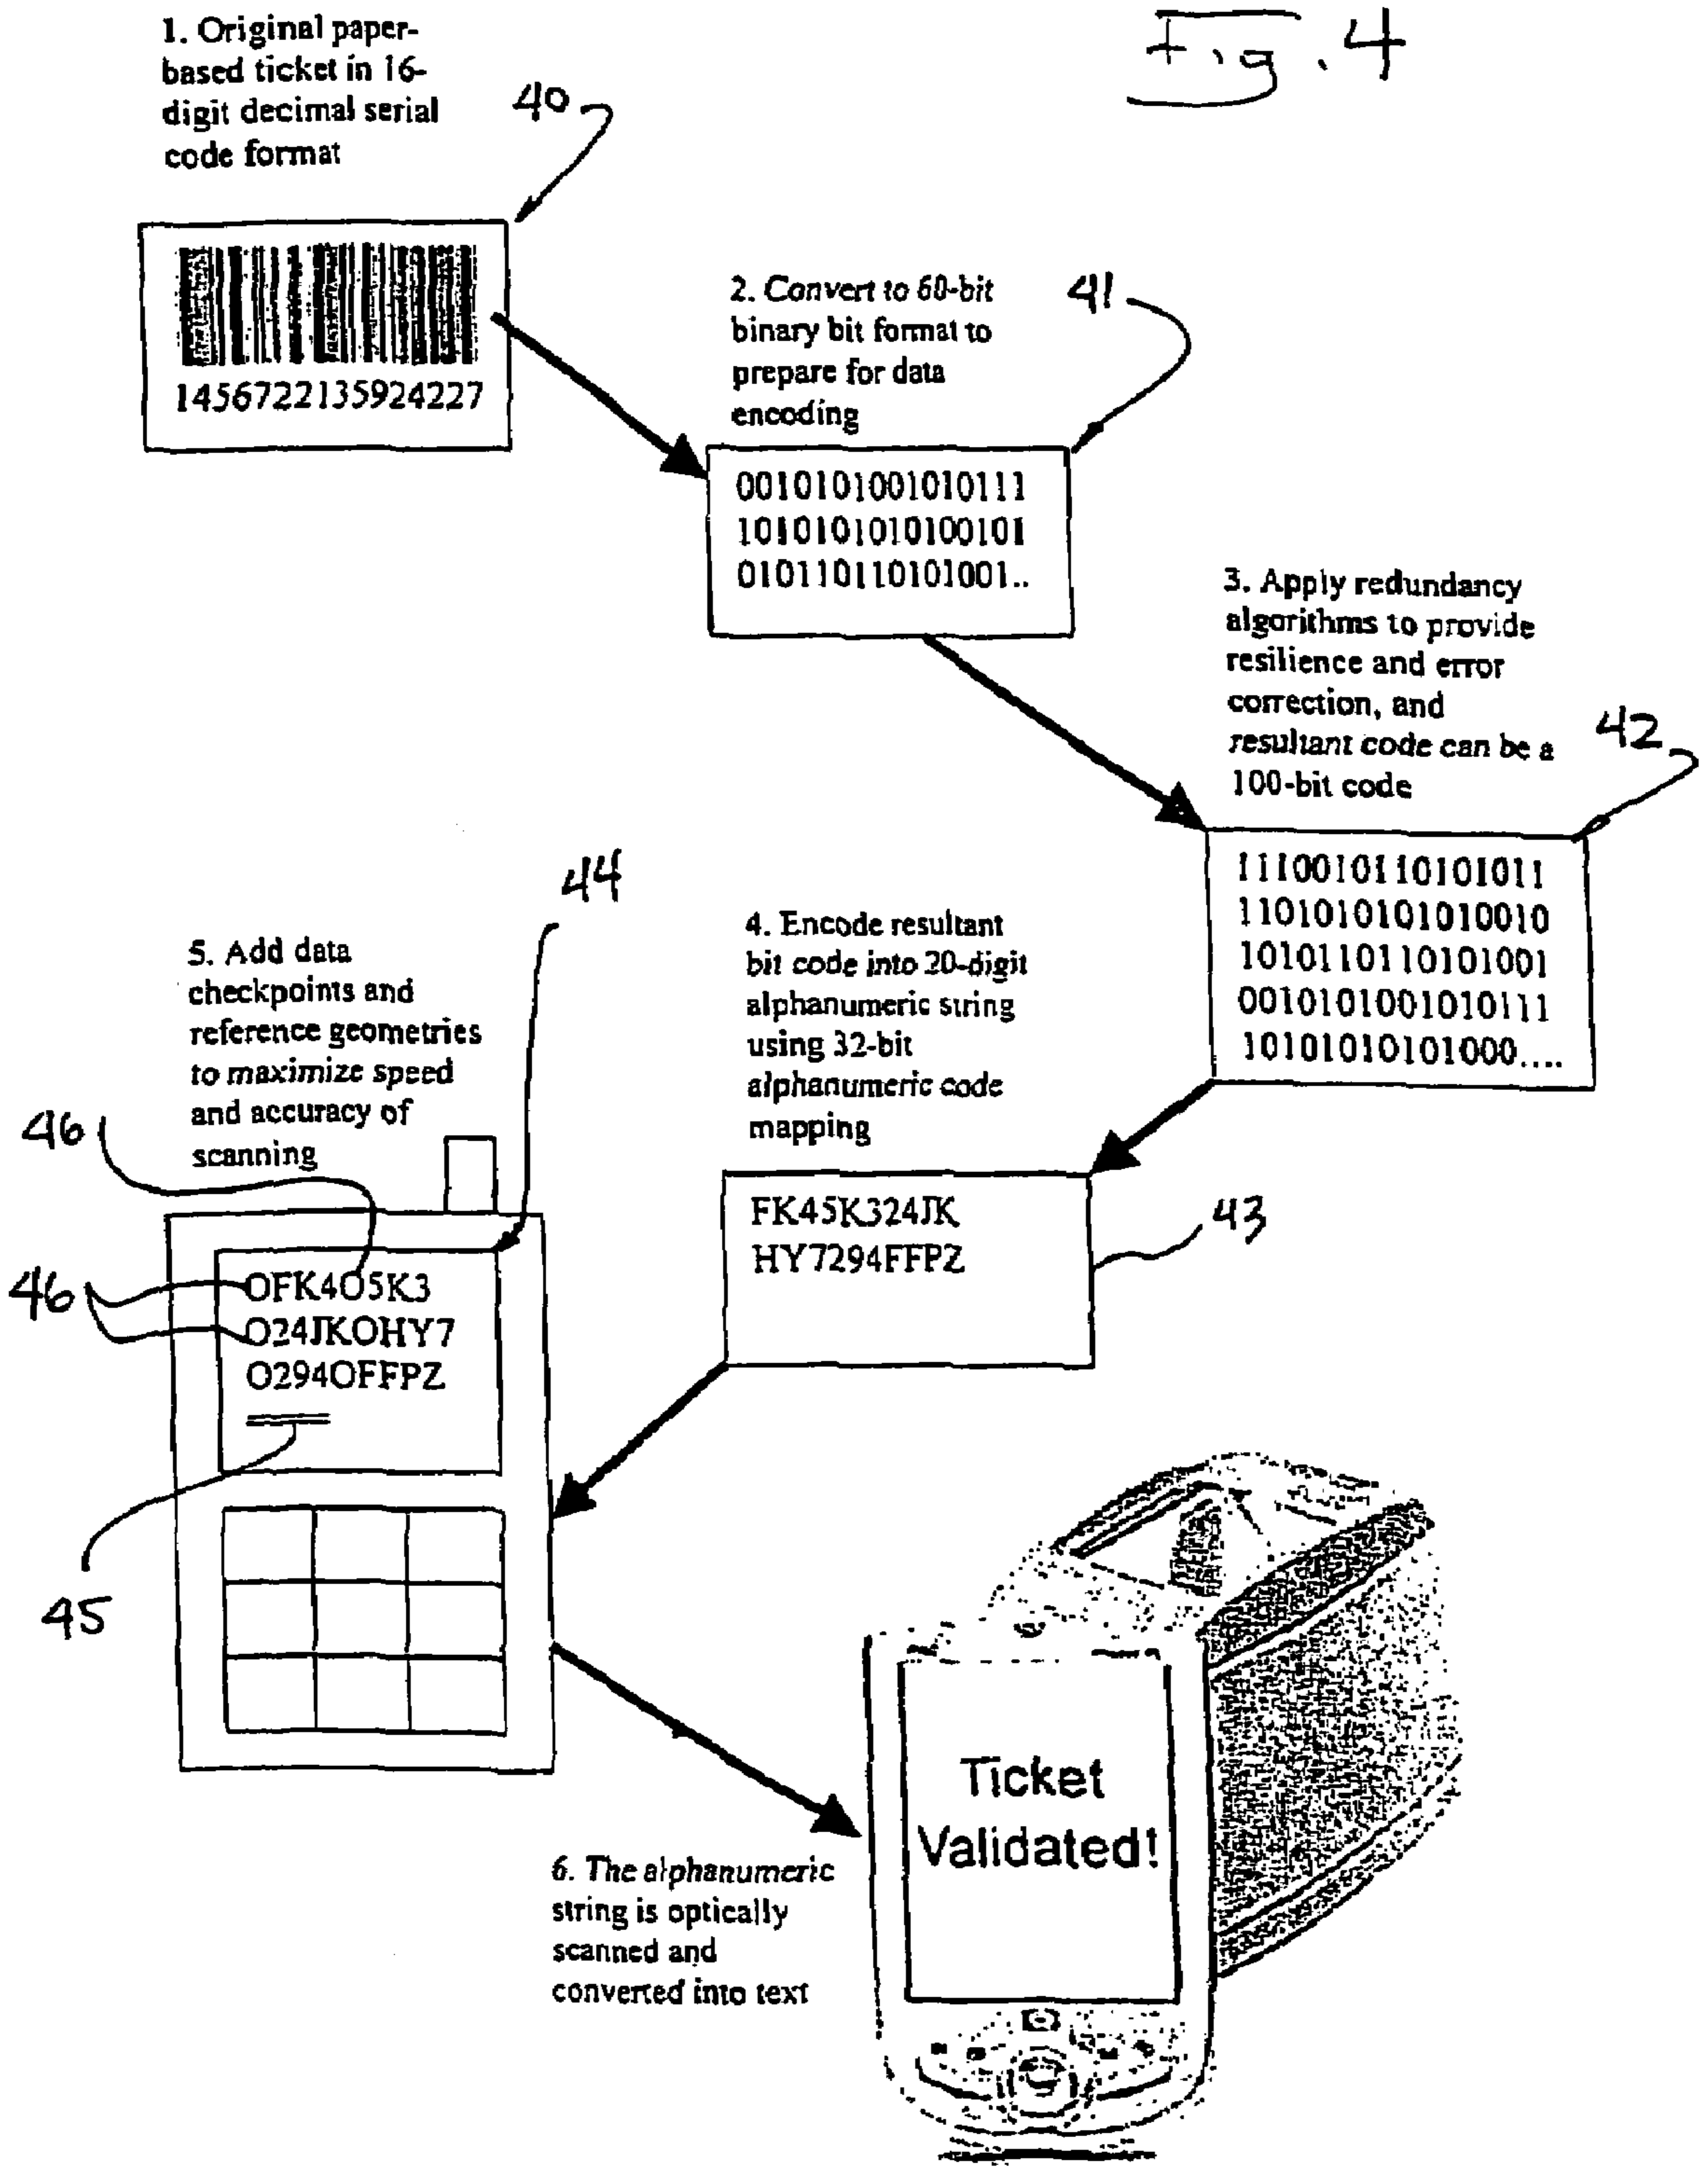 Fig. 4
1. Original paper-
based ticket in 16-
digit decimal serial
code format
40
1456722135924227
2. Convert to 60-bit
binary bit format to
prepare for data
encoding
41
0010101001010111
1010101010100101
010110110101001..
3. Apply redundancy
algorithms to provide
resilience and error
correction, and
resultant code can be a
100-bit code
42
1110010110101011
1101010101010010
1010110110101001
0010101001010111
10101010101000....
4. Encode resultant
bit code into 20-digit
alphanumeric string
using 32-bit
alphanumeric code
mapping
43
FK45K324JK
HY7294FFPZ
5. Add data
checkpoints and
reference geometries
to maximize speed
and accuracy of
scanning
44
46
46
OFK4O5K3
O24JKOHY7
O294OFFPZ
45
6. The alphanumeric
string is optically
scanned and
converted into text
Ticket
Validated!